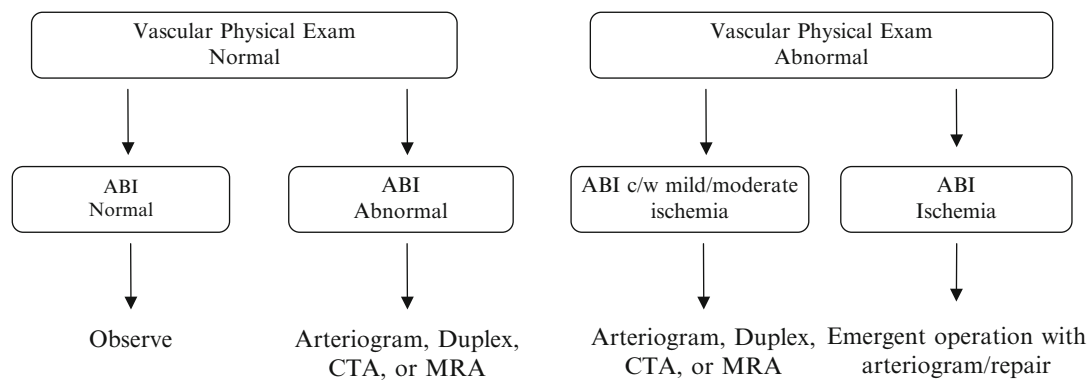 Vascular Physical Exam
Normal
ABI
Normal
Observe
ABI
Abnormal
Arteriogram, Duplex,
CTA, or MRA
Vascular Physical Exam
Abnormal
ABI c/w mild/moderate
ischemia
Arteriogram, Duplex,
CTA, or MRA
ABI
Ischemia
Emergent operation with
arteriogram/repair